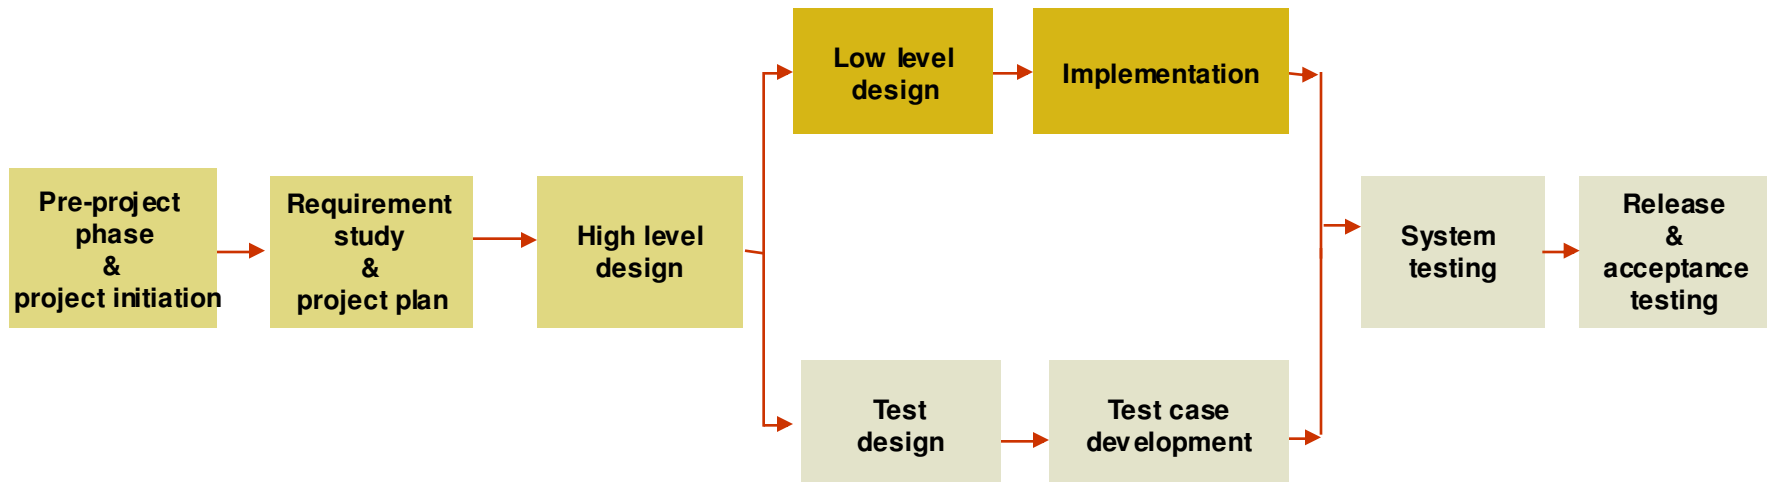 Pre-project
phase
&
project initiation
Requirement
study
&
project plan
High level
design
Low level
design
Implementation
Test
design
Test case
development
System
testing
Release
&
acceptance
testing